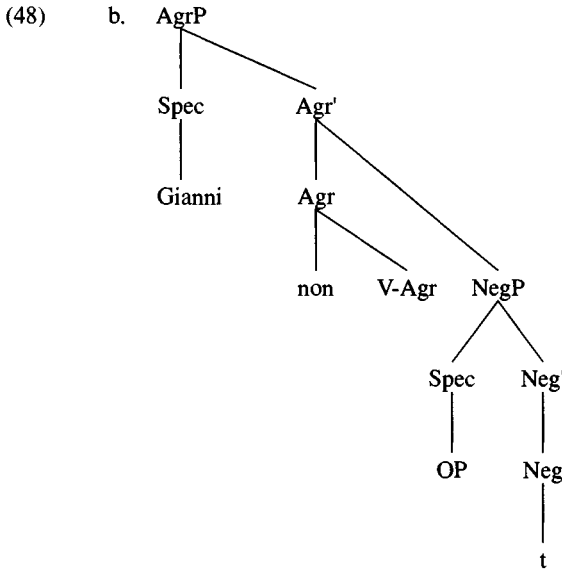 (48) b. AgrP
Spec Agr'
Gianni Agr
non V-Agr NegP
Spec Neg'
OP Neg
t